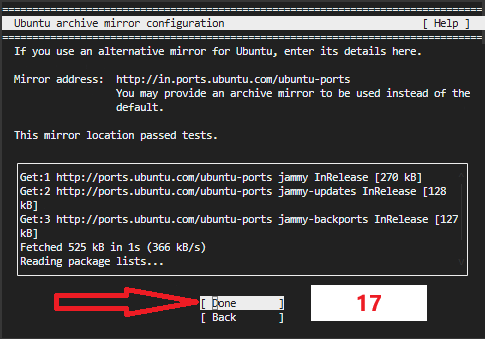 Ubuntu archive mirror configuration [ Help ]
If you use an alternative mirror for Ubuntu, enter its details here.
Mirror address: http://in.ports.ubuntu.com/ubuntu-ports
You may provide an archive mirror to be used instead of the
default.
This mirror location passed tests.
Get:1 http://ports.ubuntu.com/ubuntu-ports jammy InRelease [270 kB]
Get:2 http://ports.ubuntu.com/ubuntu-ports jammy-updates InRelease [128
kB]
Get:3 http://ports.ubuntu.com/ubuntu-ports jammy-backports InRelease [127
kB]
Fetched 525 kB in 1s (366 kB/s)
Reading package lists...
[ Done ]
17
[ Back ]